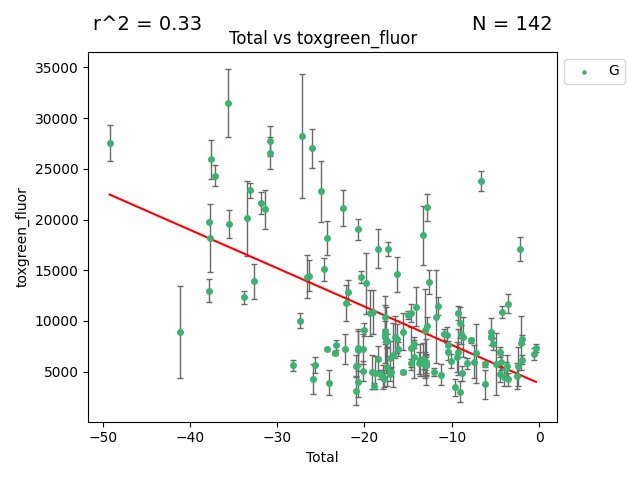 r^2 = 0.33
N = 142
Total vs toxgreen_fluor
G
35000
30000
25000
20000
15000
10000
5000
toxgreen_fluor
−50
−40
−30
−20
−10
0
Total